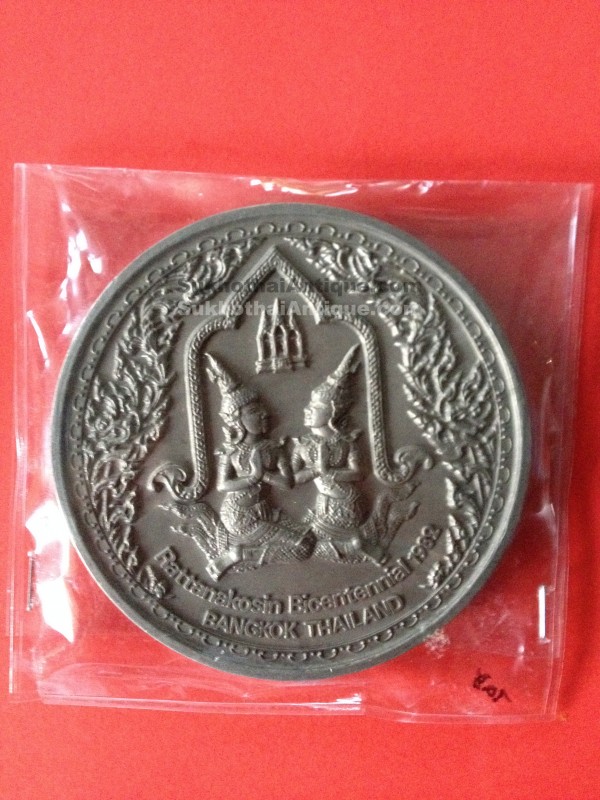 SukhothaiAntique.com
SukhothaiAntique.com
Rattanakosin Bicentennial 1982
BANGKOK THAILAND